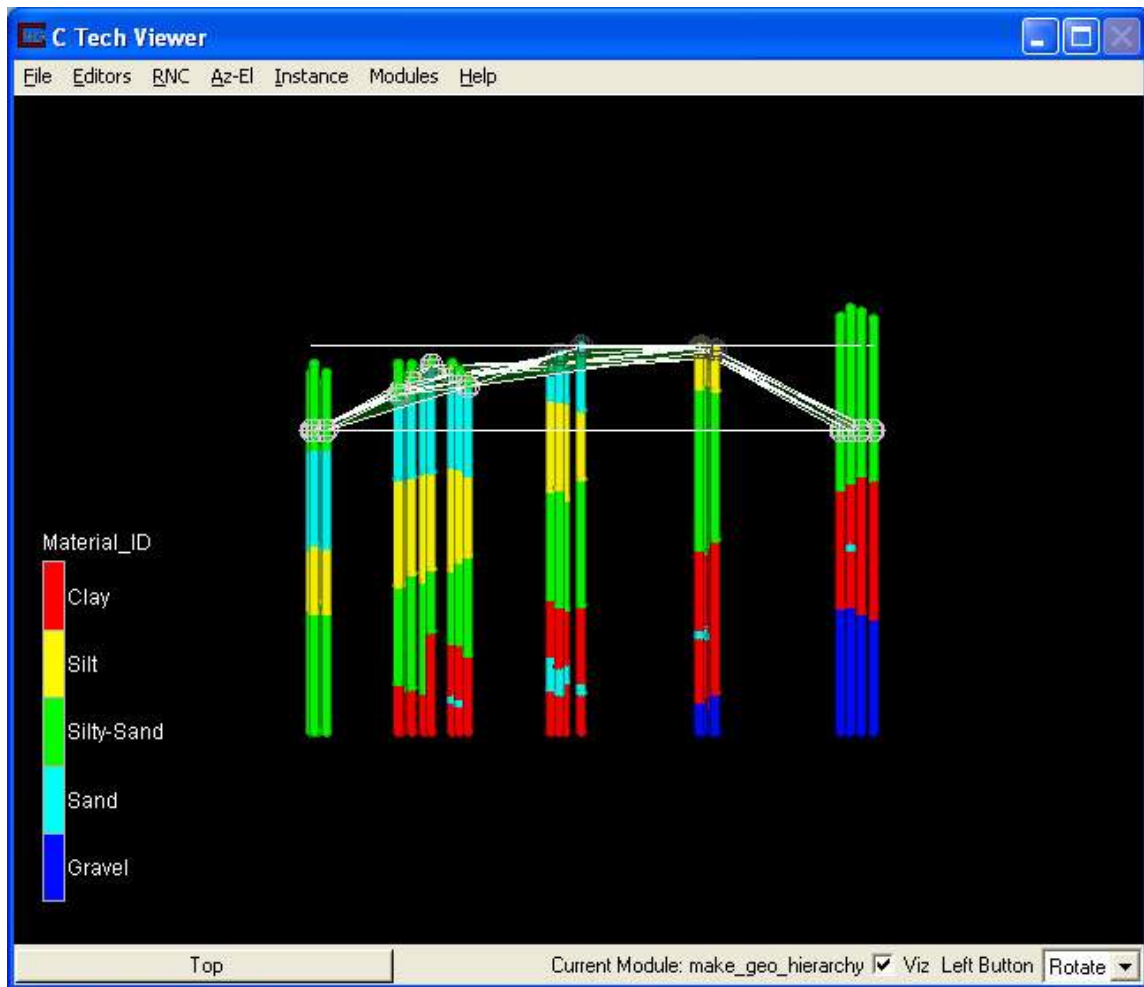 C Tech Viewer
File Editors RNC Az-El Instance Modules Help
Material_ID
Clay
Silt
Silty-Sand
Sand
Gravel
Top Current Module: make_geo_hierarchy Viz Left Button Rotate